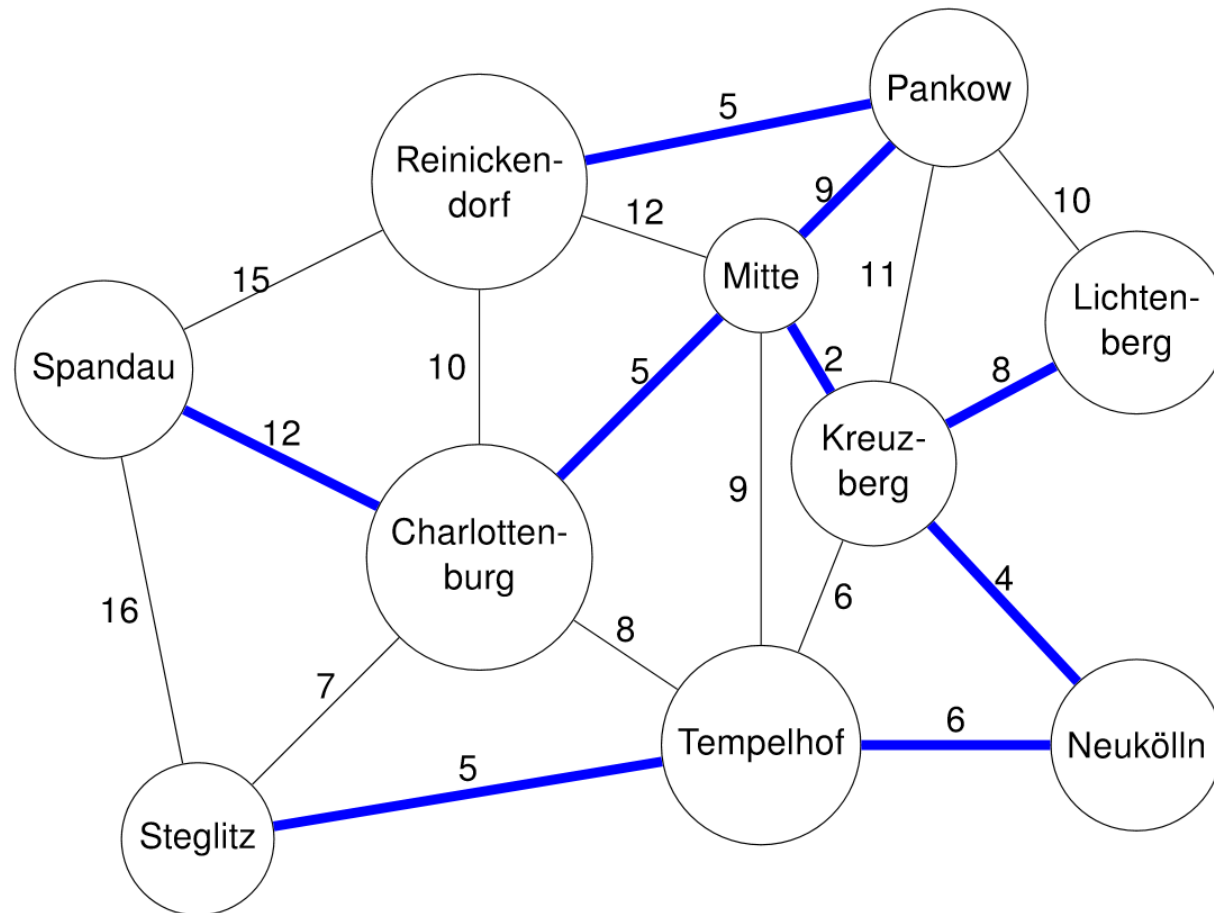 Pankow
5
Reinicken-
dorf
9
12
10
Mitte
11
15
Lichten-
berg
Spandau
10
5
2
8
12
Kreuz-
berg
9
Charlotten-
burg
4
6
16
8
7
6
Tempelhof
Neukölln
5
Steglitz